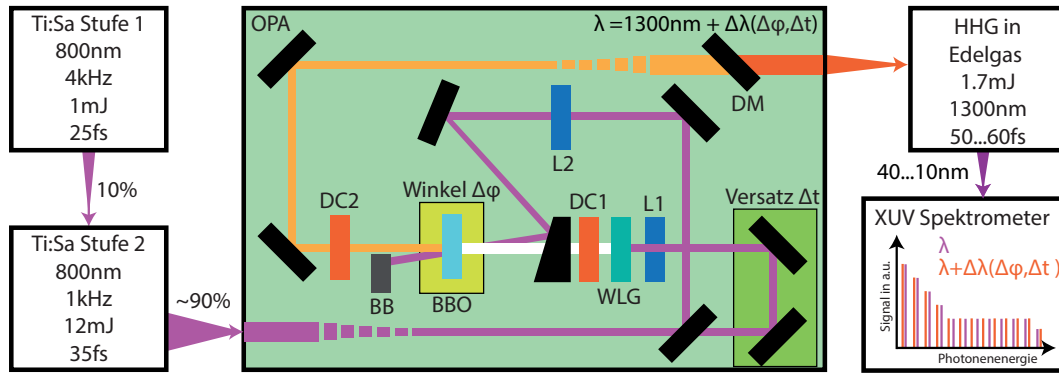 Ti:Sa Stufe 1
800nm
4kHz
1mJ
25fs
10%
Ti:Sa Stufe 2
800nm
1kHz
12mJ
35fs
~90%
OPA
λ = 1300nm + Δλ(Δφ,Δt)
DM
L2
Winkel Δφ
DC2
BB
BBO
DC1
L1
WLG
Versatz Δt
HHG in
Edelgas
1.7mJ
1300nm
50...60fs
40...10nm
XUV Spektrometer
λ
λ+Δλ(Δφ,Δt )
Signal in a.u.
Photonenenergie